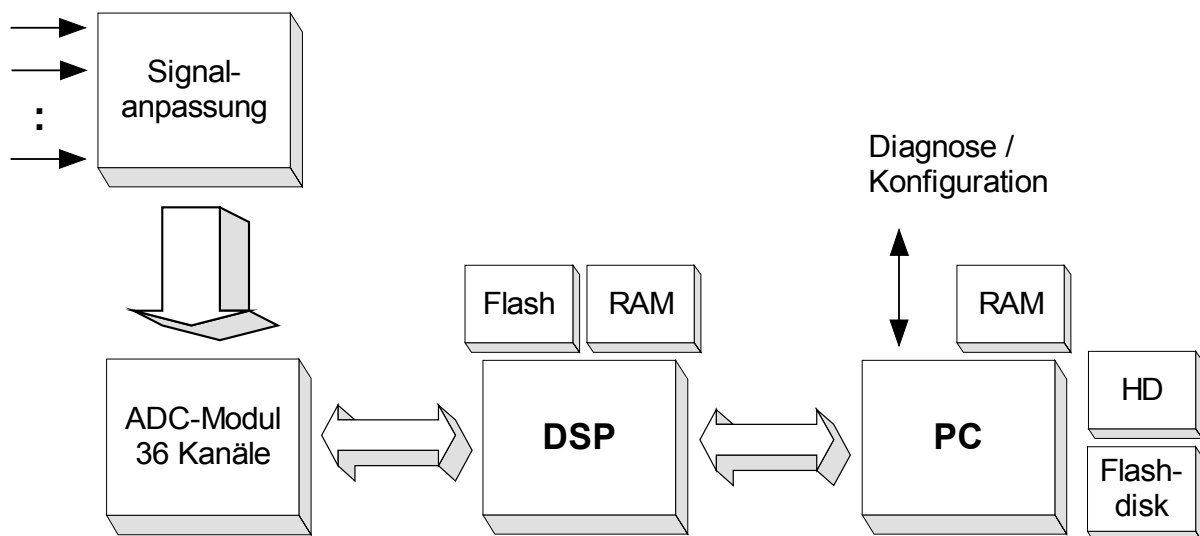 Signal-
anpassung
:
Diagnose /
Konfiguration
Flash
RAM
RAM
ADC-Modul
36 Kanäle
DSP
PC
HD
Flash-
disk